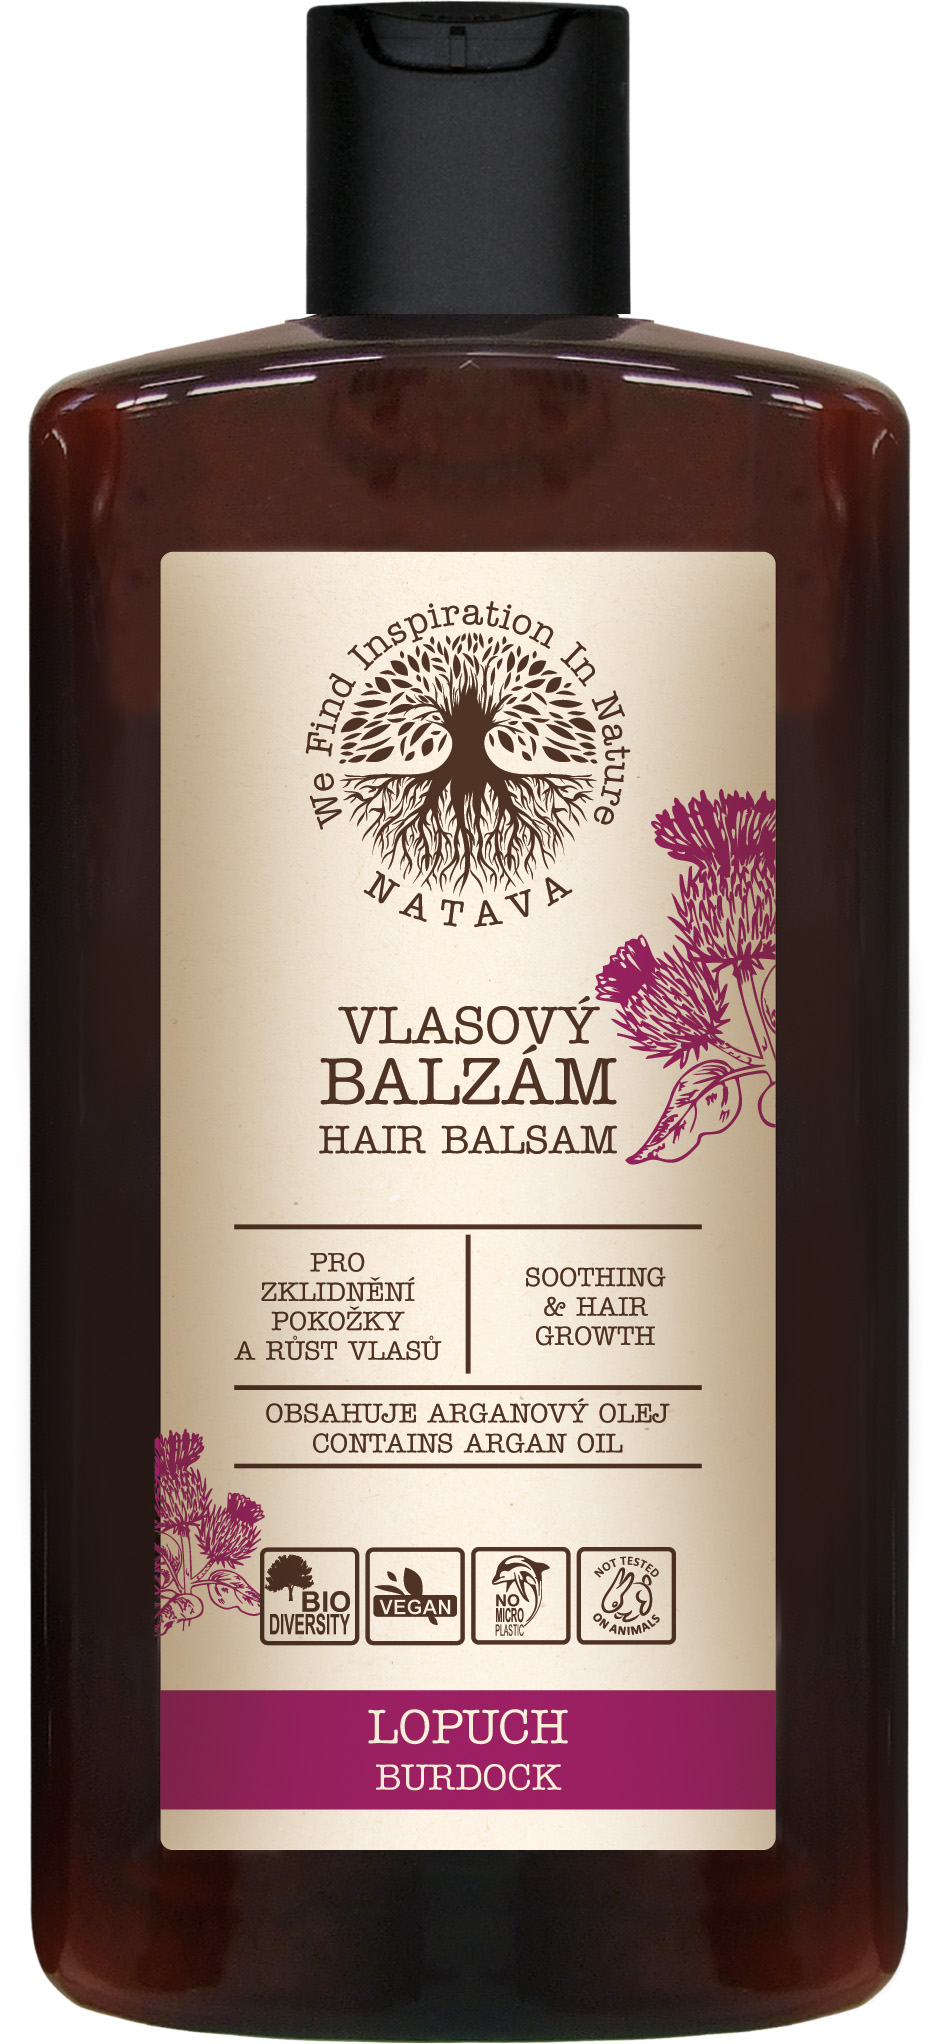 We Find Inspiration In Nature
NATAVA
VLASOVÝ
BALZÁM
HAIR BALSAM
PRO
ZKLIDNĚNÍ
POKOŽKY
A RŮST VLASŮ
SOOTHING
& HAIR
GROWTH
OBSAHUJE ARGANOVÝ OLEJ
CONTAINS ARGAN OIL
BIO
DIVERSITY
VEGAN
NO
MICRO
PLASTIC
NOT TESTED
ON ANIMALS
LOPUCH
BURDOCK